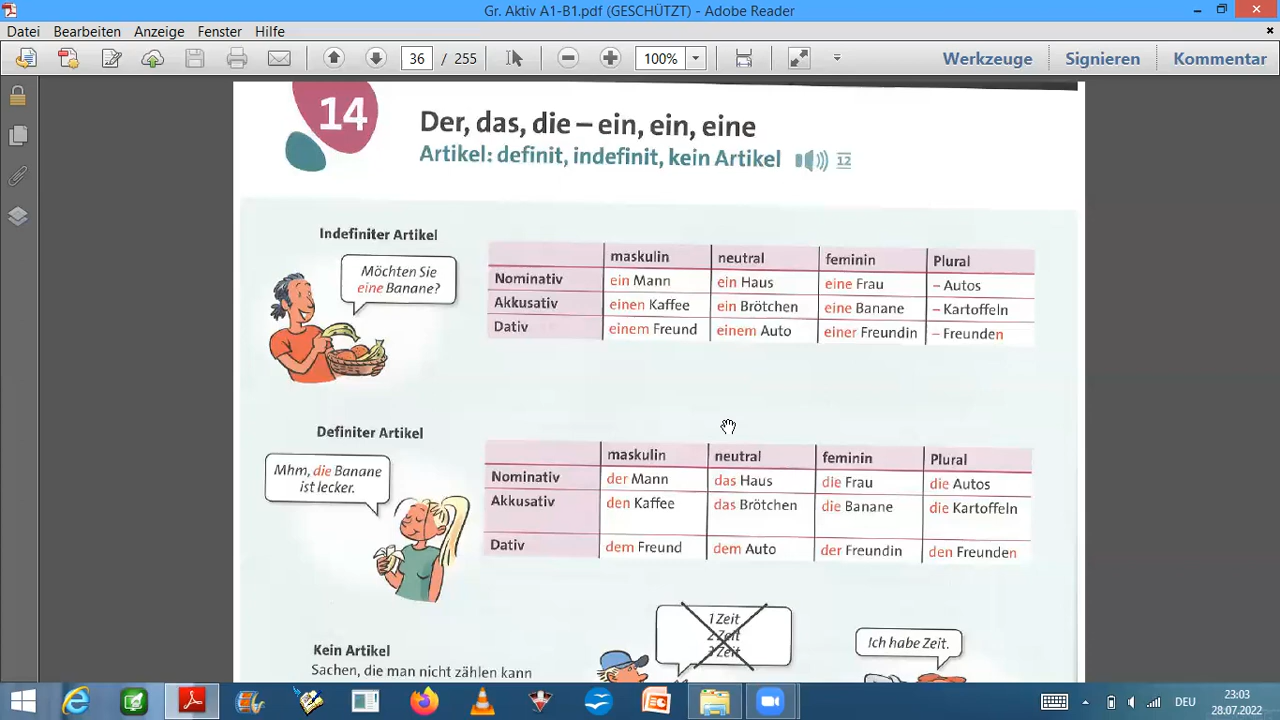 Gr. Aktiv A1-B1.pdf (GESCHÜTZT) - Adobe Reader
Datei Bearbeiten Anzeige Fenster Hilfe
36 / 255 100% Werkzeuge Signieren Kommentar
14
Der, das, die – ein, ein, eine
Artikel: definit, indefinit, kein Artikel 12
Indefiniter Artikel
Möchten Sie
eine Banane?
maskulin neutral feminin Plural
Nominativ ein Mann ein Haus eine Frau – Autos
Akkusativ einen Kaffee ein Brötchen eine Banane – Kartoffeln
Dativ einem Freund einem Auto einer Freundin – Freunden
Definiter Artikel
Mhm, die Banane
ist lecker.
maskulin neutral feminin Plural
Nominativ der Mann das Haus die Frau die Autos
Akkusativ den Kaffee das Brötchen die Banane die Kartoffeln
Dativ dem Freund dem Auto der Freundin den Freunden
1 Zeit
2 Zeit
3 Zeit
Ich habe Zeit.
Kein Artikel
Sachen, die man nicht zählen kann
DEU
23:03
28.07.2022